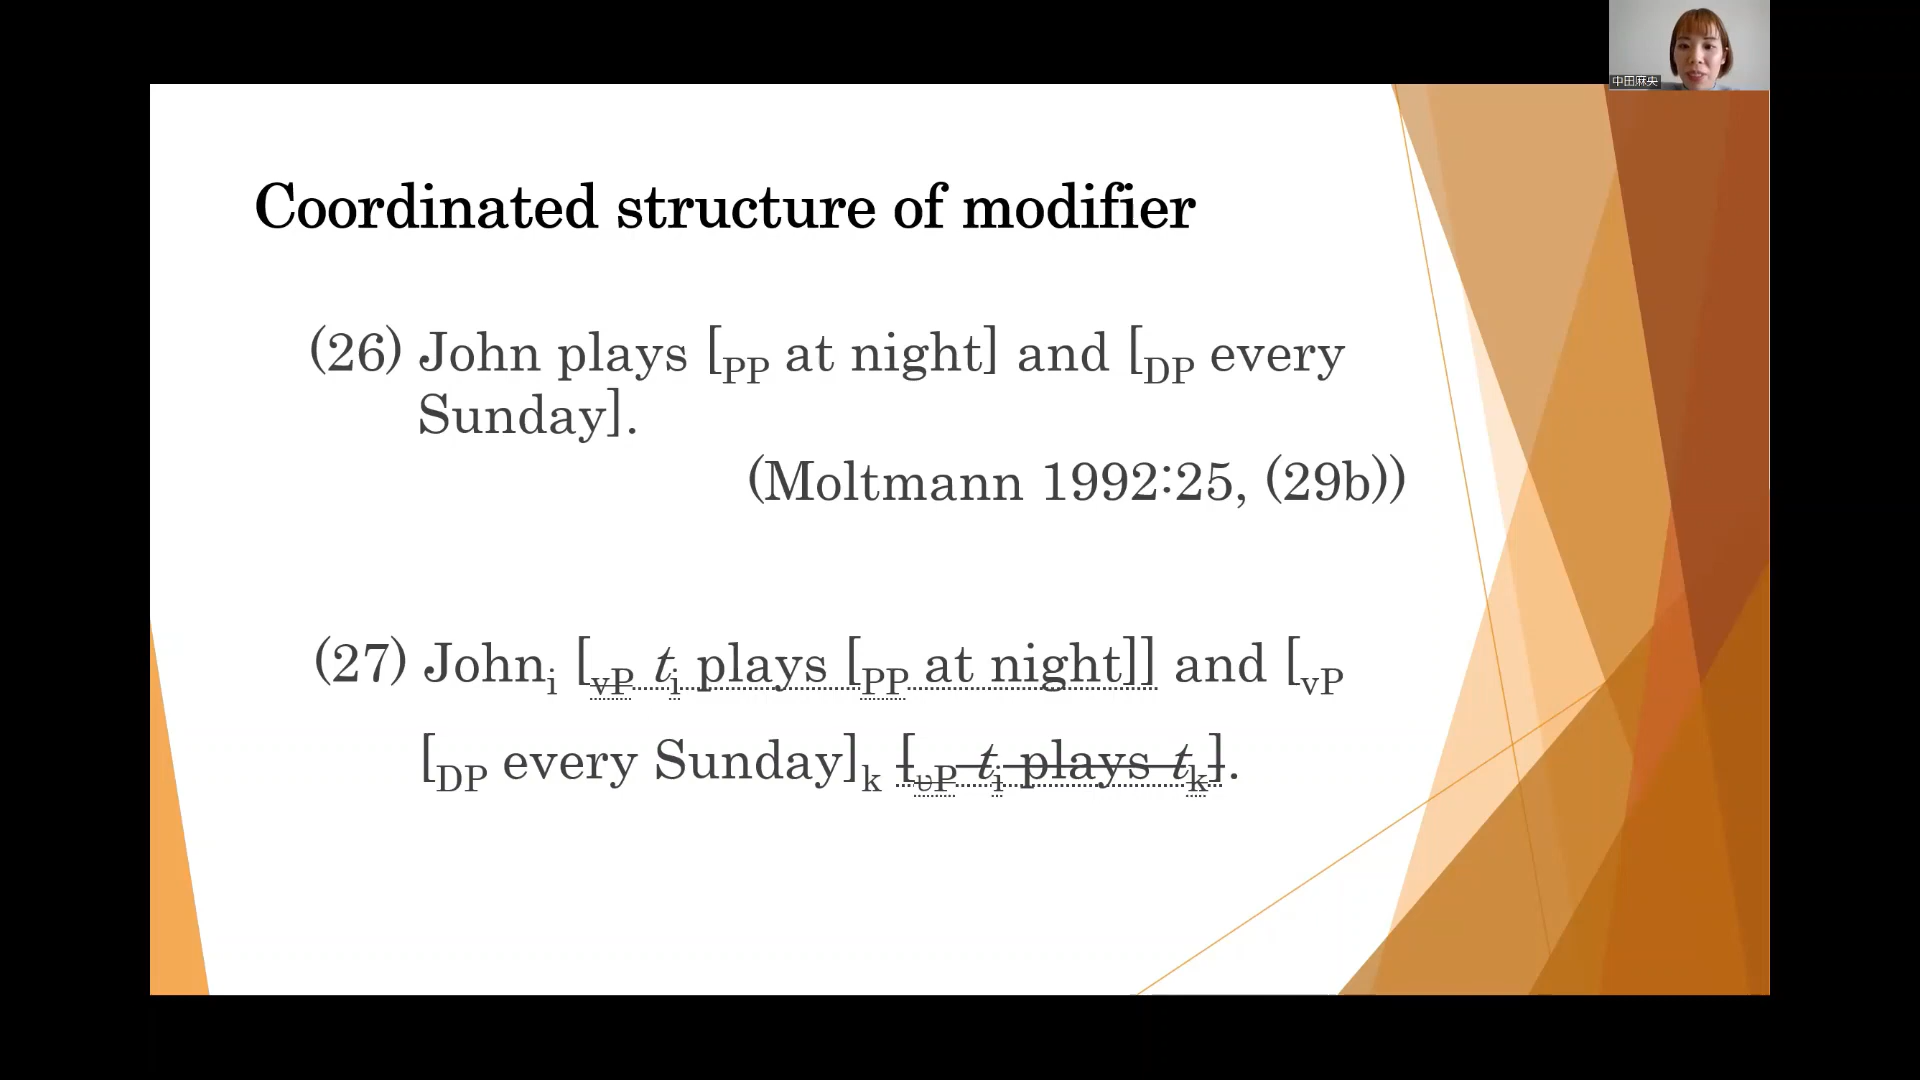 中田麻央
Coordinated structure of modifier
(26) John plays [PP at night] and [DP every
Sunday].
(Moltmann 1992:25, (29b))
(27) Johni [vP ti plays [PP at night]] and [vP
[DP every Sunday]k [vP ti plays tk].